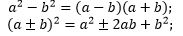 a² − b² = (a − b)(a + b);
(a ± b)² = a² ± 2ab + b²;